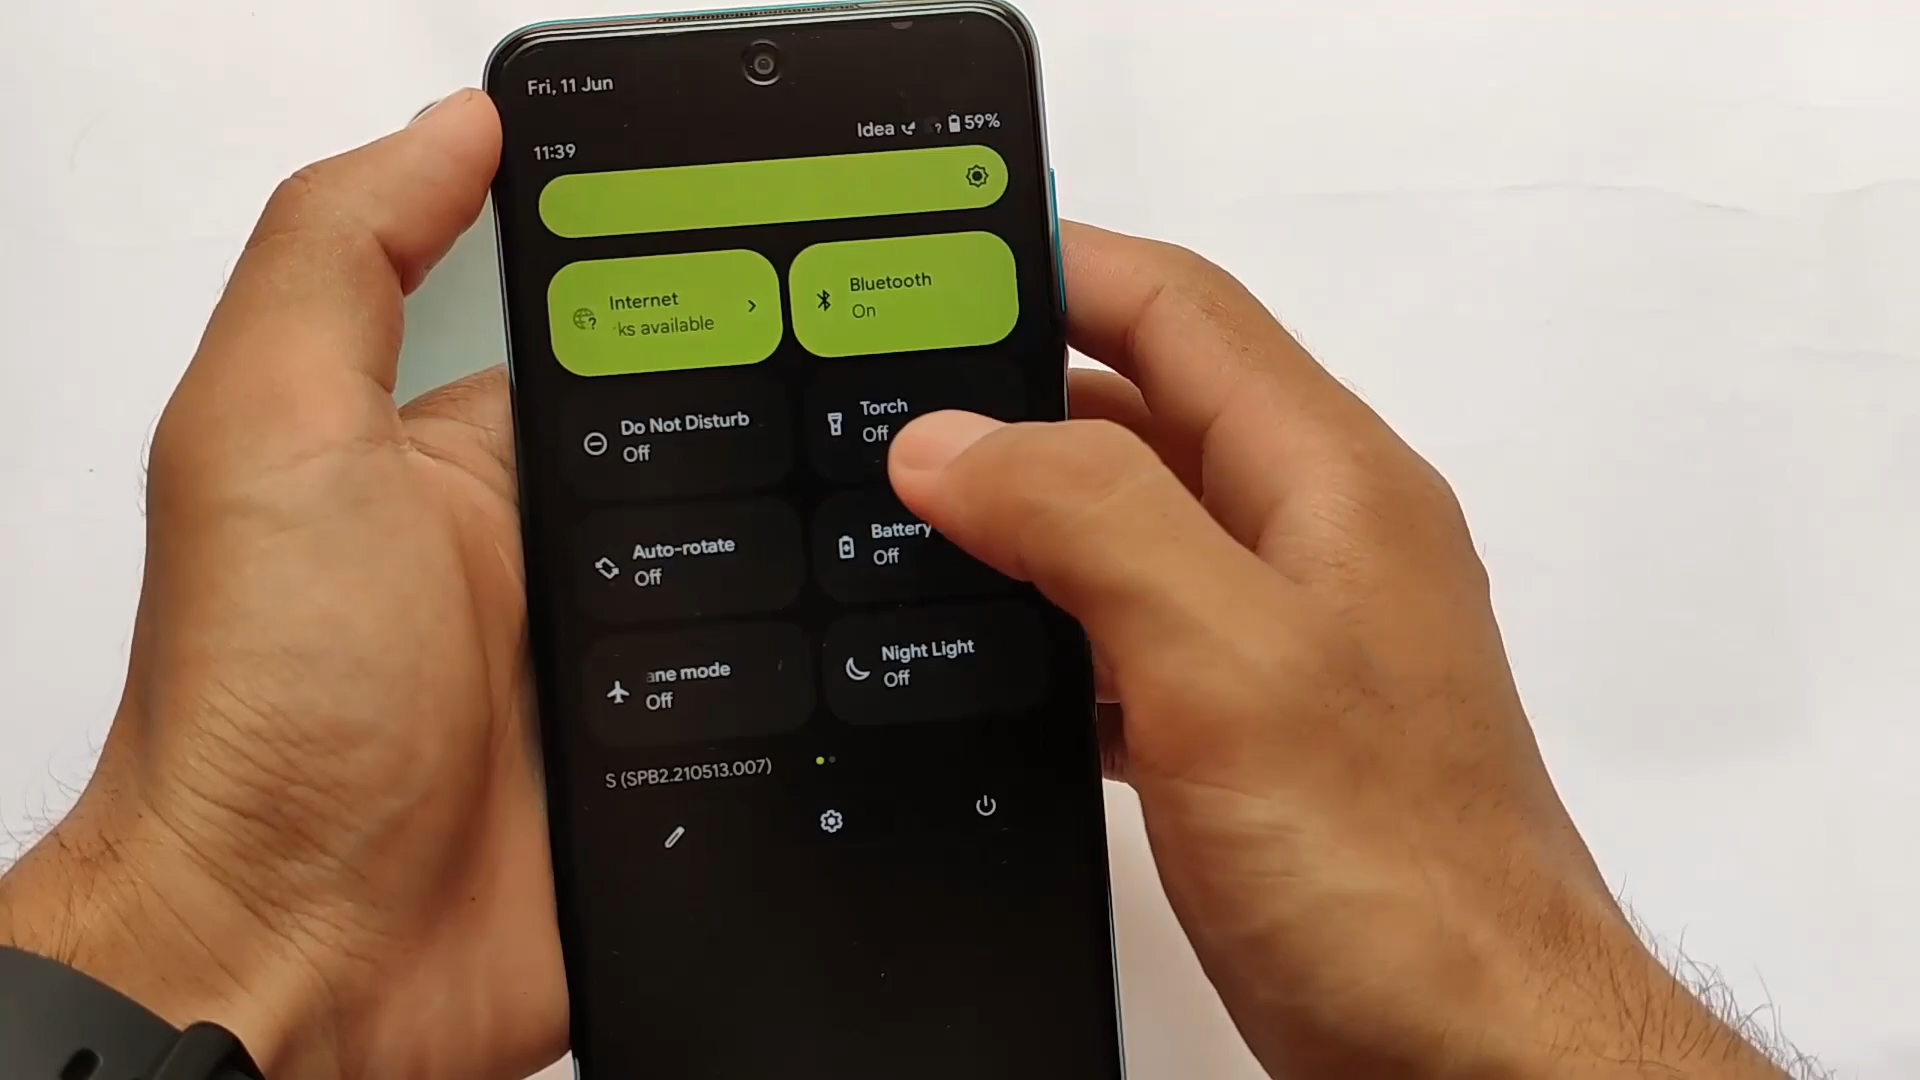 Fri, 11 Jun
Idea ? 59%
11:39
Internet
ks available
Bluetooth
On
Do Not Disturb
Off
Torch
Off
Auto-rotate
Off
Battery
Off
ane mode
Off
Night Light
Off
S (SPB2.210513.007)